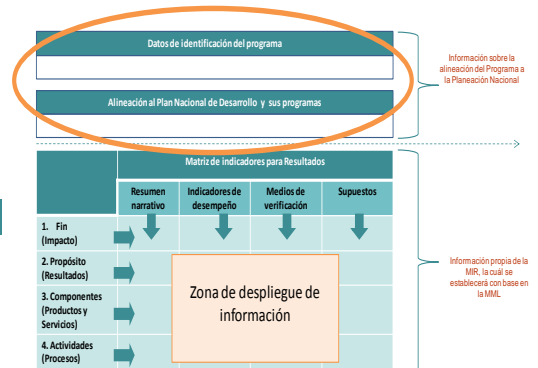 Datos de identificación del programa
Información sobre la
alineación del Programa a
la Planeación Nacional
Alineación al Plan Nacional de Desarrollo y sus programas
Matriz de indicadores para Resultados
Resumen
narrativo
Indicadores de
desempeño
Medios de
verificación
Supuestos
1. Fin
(Impacto)
2. Propósito
(Resultados)
3. Componentes
(Productos y
Servicios)
4. Actividades
(Procesos)
Zona de despliegue de
información
Información propia de la
MIR, la cuál se
establecerá con base en
la MML